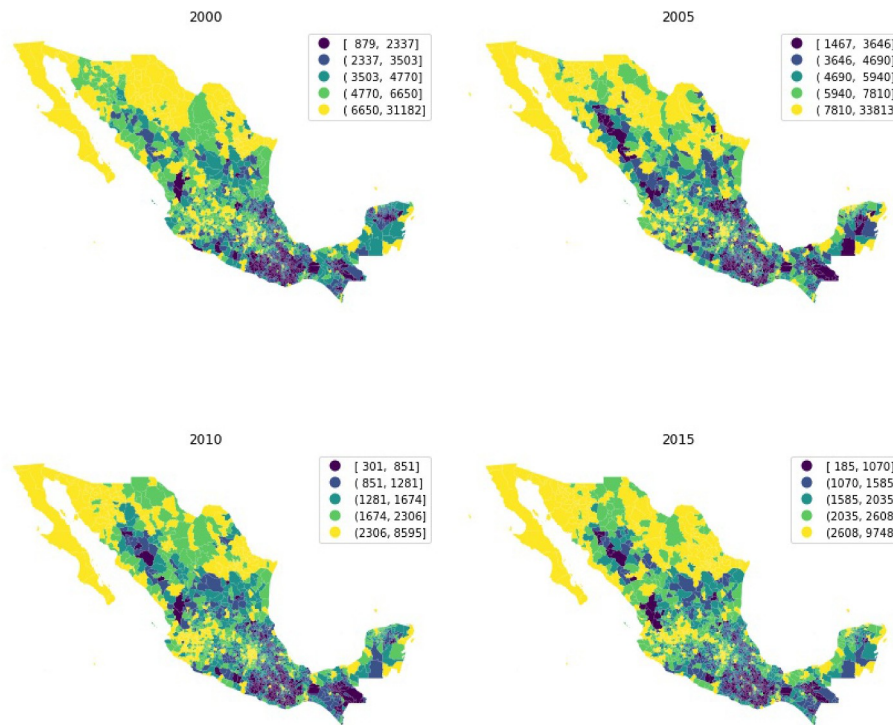 2000
[ 879, 2337]
( 2337, 3503]
( 3503, 4770]
( 4770, 6650]
( 6650, 31182]
2005
[ 1467, 3646]
( 3646, 4690]
( 4690, 5940]
( 5940, 7810]
( 7810, 33813
2010
[ 301, 851]
( 851, 1281]
(1281, 1674]
(1674, 2306]
(2306, 8595]
2015
[ 185, 1070]
(1070, 1585]
(1585, 2035]
(2035, 2608]
(2608, 9748]